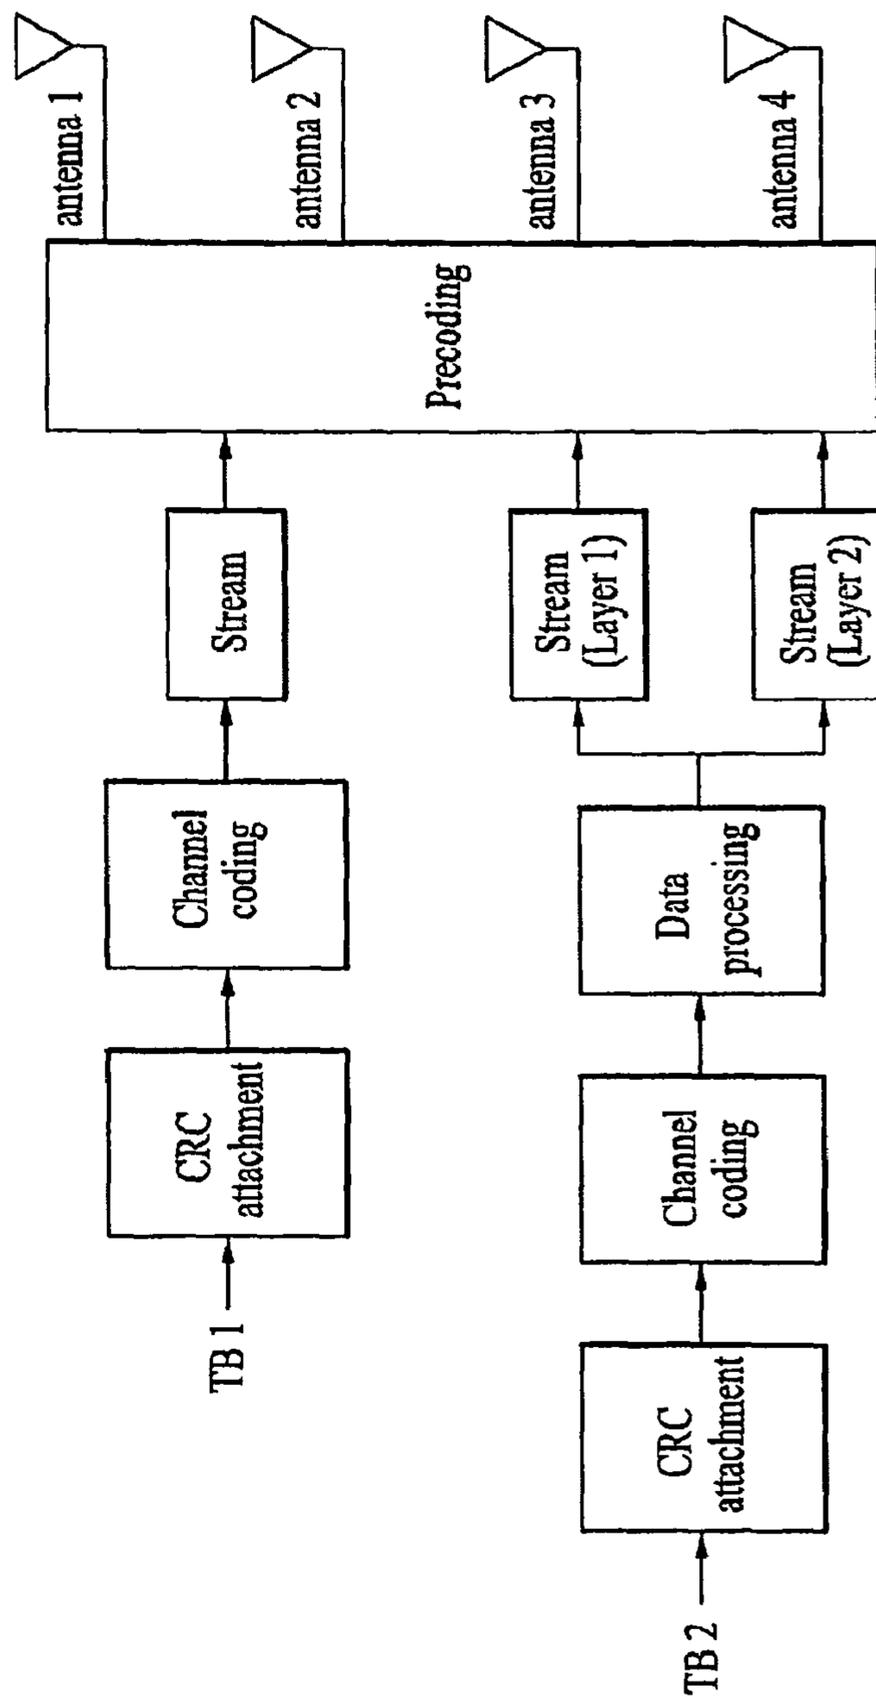 TB 1
CRC
attachment
Channel
coding
Stream
TB 2
CRC
attachment
Channel
coding
Data
processing
Stream
(Layer 1)
Stream
(Layer 2)
Precoding
antenna 1
antenna 2
antenna 3
antenna 4